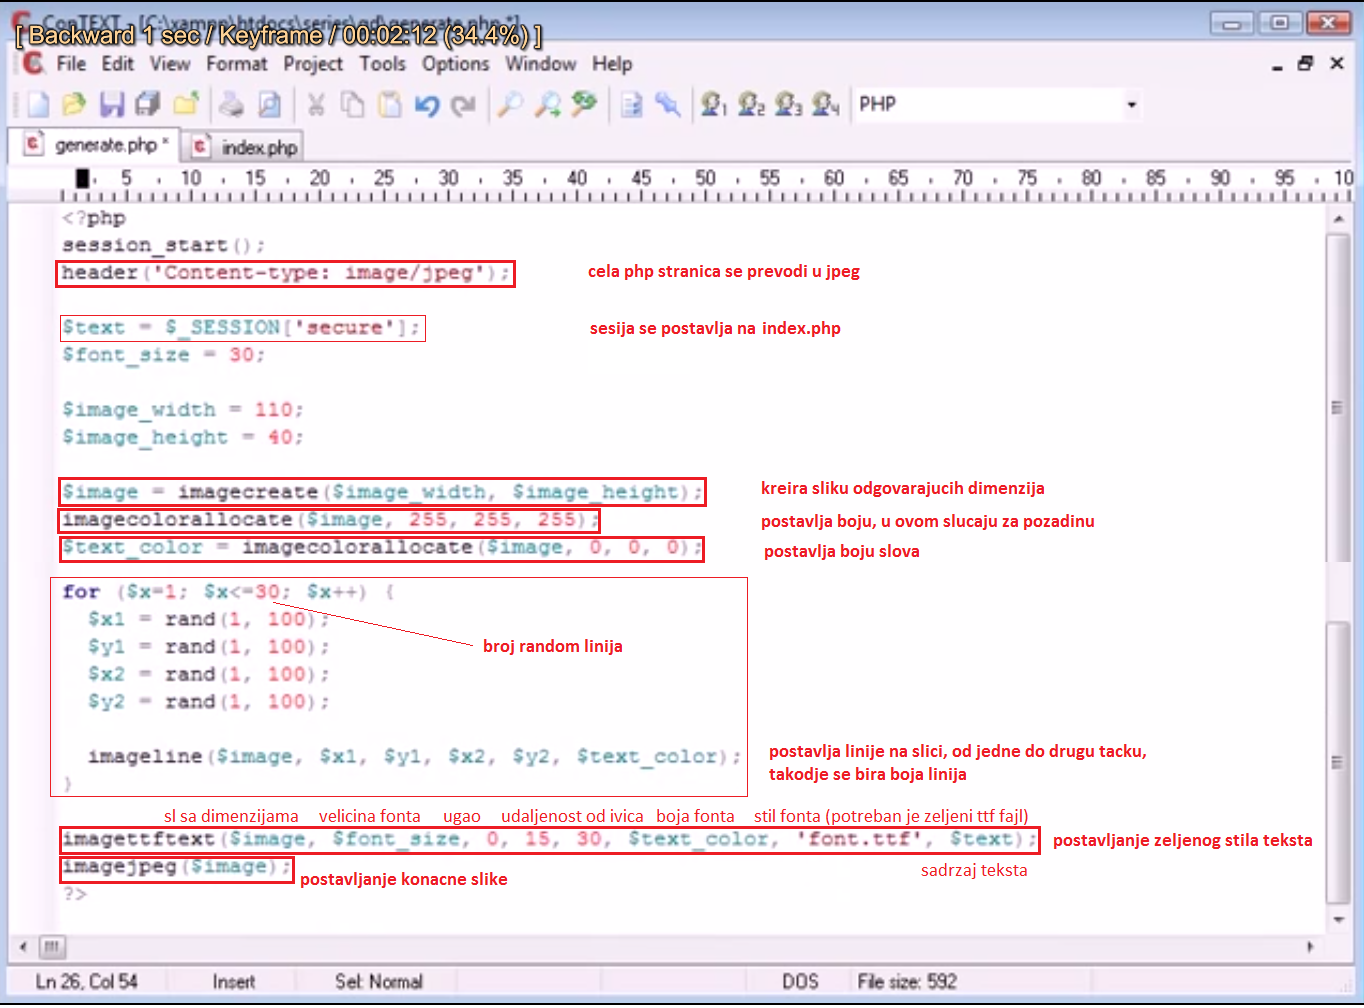 ConTEXT - [C:\xampp\htdocs\series\gd\generate.php *]
[ Backward 1 sec / Keyframe / 00:02:12 (34.4%) ]
File Edit View Format Project Tools Options Window Help
1 2 3 4 PHP
generate.php * index.php
5 10 15 20 25 30 35 40 45 50 55 60 65 70 75 80 85 90 95 10
<?php
session_start();
header('Content-type: image/jpeg'); cela php stranica se prevodi u jpeg
$text = $_SESSION['secure']; sesija se postavlja na index.php
$font_size = 30;
$image_width = 110;
$image_height = 40;
$image = imagecreate($image_width, $image_height); kreira sliku odgovarajucih dimenzija
imagecolorallocate($image, 255, 255, 255); postavlja boju, u ovom slucaju za pozadinu
$text_color = imagecolorallocate($image, 0, 0, 0); postavlja boju slova
for ($x=1; $x<=30; $x++) {
$x1 = rand(1, 100);
$y1 = rand(1, 100); broj random linija
$x2 = rand(1, 100);
$y2 = rand(1, 100);
imageline($image, $x1, $y1, $x2, $y2, $text_color); postavlja linije na slici, od jedne do drugu tacku,
takodje se bira boja linija
}
sl sa dimenzijama velicina fonta ugao udaljenost od ivica boja fonta stil fonta (potreban je zeljeni ttf fajl)
imagettftext($image, $font_size, 0, 15, 30, $text_color, 'font.ttf', $text); postavljanje zeljenog stila teksta
imagejpeg($image); postavljanje konacne slike sadrzaj teksta
?>
Ln 26, Col 54 Insert Sel: Normal DOS File size: 592